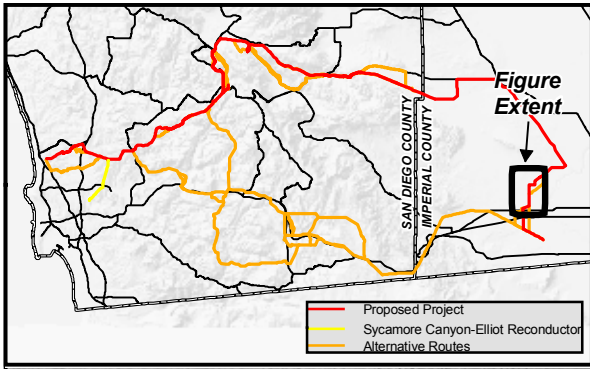 Figure
Extent
SAN DIEGO COUNTY
IMPERIAL COUNTY
Proposed Project
Sycamore Canyon-Elliot Reconductor
Alternative Routes